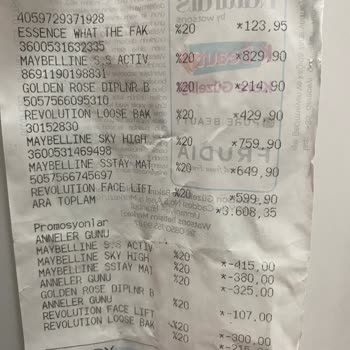 4059729371928
ESSENCE WHAT THE FAK %20 *123,95
3600531632335
MAYBELLINE S.S ACTIV %20 *829,90
8691190198831
GOLDEN ROSE DIPLNR B %20 *214,90
5057566095310
REVOLUTION LOOSE BAK %20 *429,90
30152830
MAYBELLINE SKY HIGH %20 *759,90
3600531469498
MAYBELLINE SSTAY MAT %20 *649,90
5057566745697
REVOLUTION FACE LIFT %20 *599,90
ARA TOPLAM *3.608,35
Promosyonlar
ANNELER GUNU
MAYBELLINE S.S ACTIV %20 *-415,00
MAYBELLINE SKY HIGH %20 *-380,00
MAYBELLINE SSTAY MAT %20 *-325,00
ANNELER GUNU
GOLDEN ROSE DIPLNR B %20 *-107,00
ANNELER GUNU
REVOLUTION FACE LIFT %20 *-300,00
REVOLUTION LOOSE BAK %20